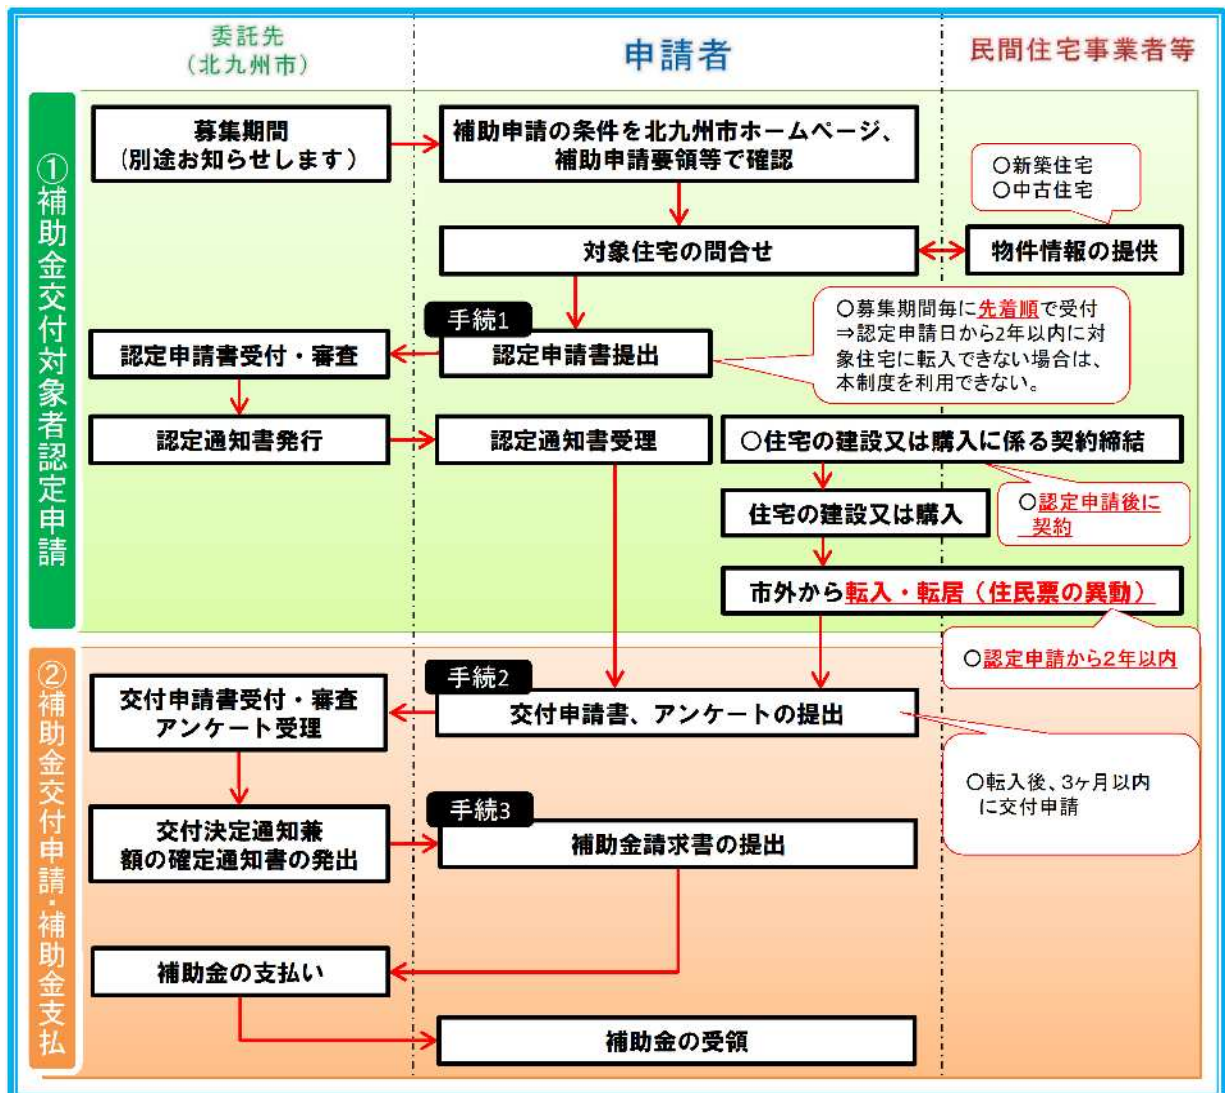 委託先
(北九州市)
申請者
民間住宅事業者等
①補助金交付対象者認定申請
募集期間
(別途お知らせします)
補助申請の条件を北九州市ホームページ、
補助申請要領等で確認
○新築住宅
○中古住宅
対象住宅の問合せ
物件情報の提供
手続1
認定申請書提出
○募集期間毎に先着順で受付
⇒認定申請日から2年以内に対
象住宅に転入できない場合は、
本制度を利用できない。
認定申請書受付・審査
認定通知書発行
認定通知書受理
○住宅の建設又は購入に係る契約締結
○認定申請後に
契約
住宅の建設又は購入
市外から転入・転居(住民票の異動)
○認定申請から2年以内
②補助金交付申請・補助金支払
手続2
交付申請書、アンケートの提出
交付申請書受付・審査
アンケート受理
○転入後、3ヶ月以内
に交付申請
交付決定通知兼
額の確定通知書の発出
手続3
補助金請求書の提出
補助金の支払い
補助金の受領